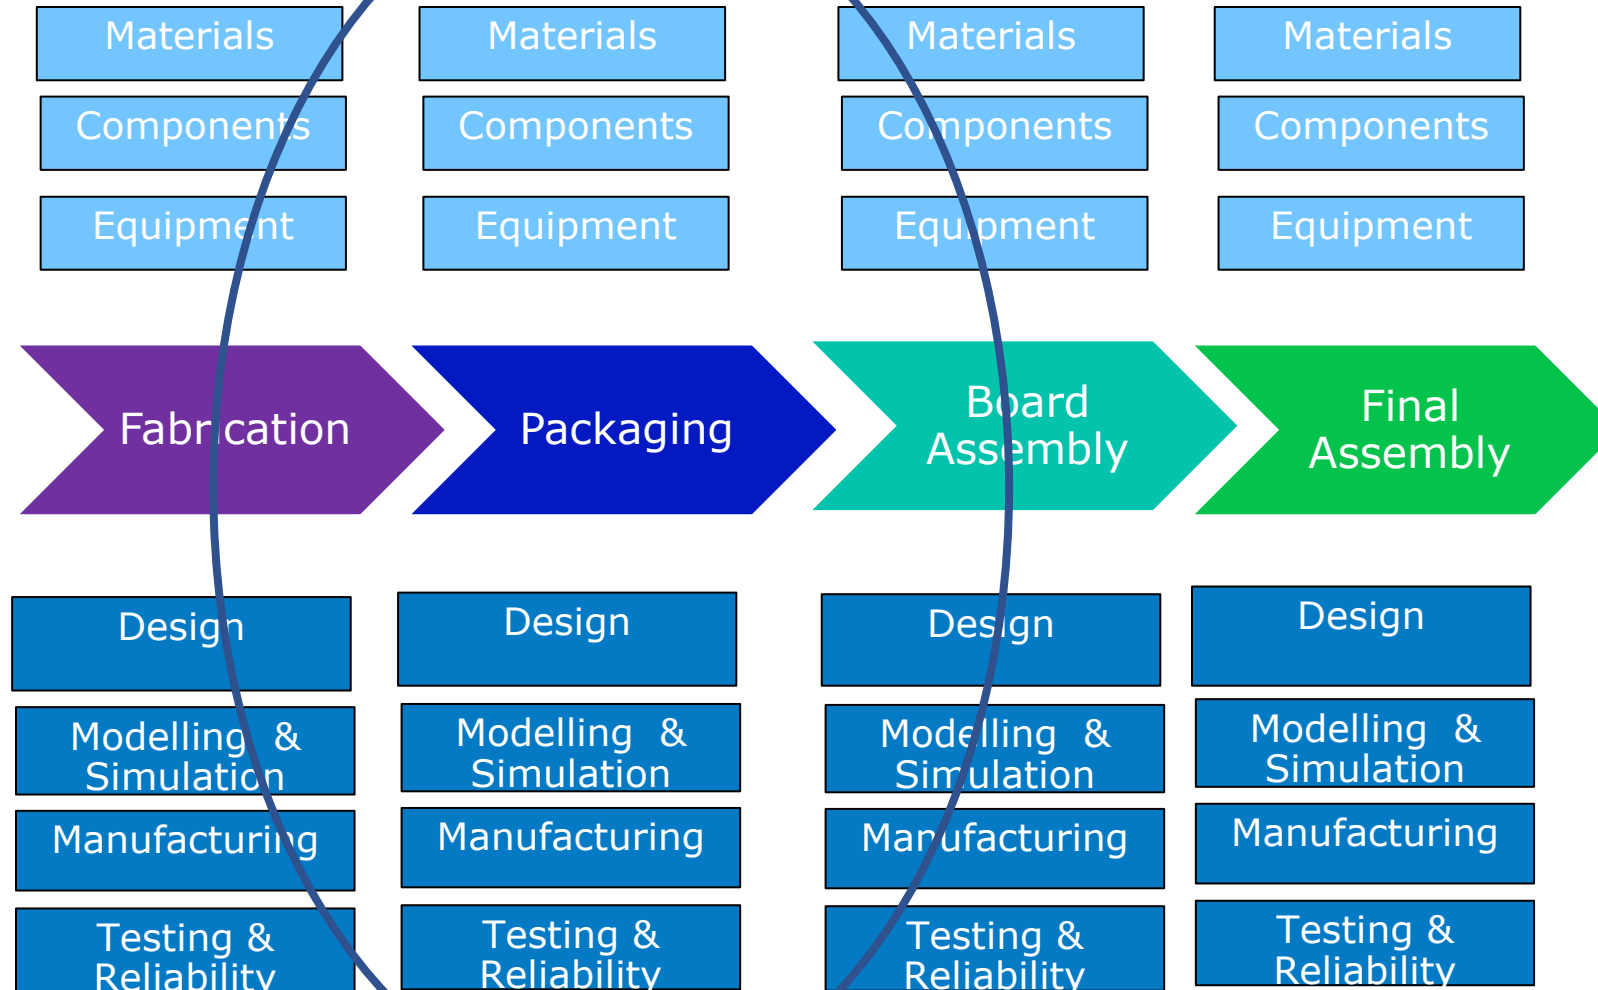 Materials
Materials
Materials
Materials
Components
Components
Components
Components
Equipment
Equipment
Equipment
Equipment
Fabrication
Packaging
Board
Assembly
Final
Assembly
Design
Design
Design
Design
Modelling  &
Simulation
Modelling  &
Simulation
Modelling  &
Simulation
Modelling  &
Simulation
Manufacturing
Manufacturing
Manufacturing
Manufacturing
Testing &
Reliability
Testing &
Reliability
Testing &
Reliability
Testing &
Reliability